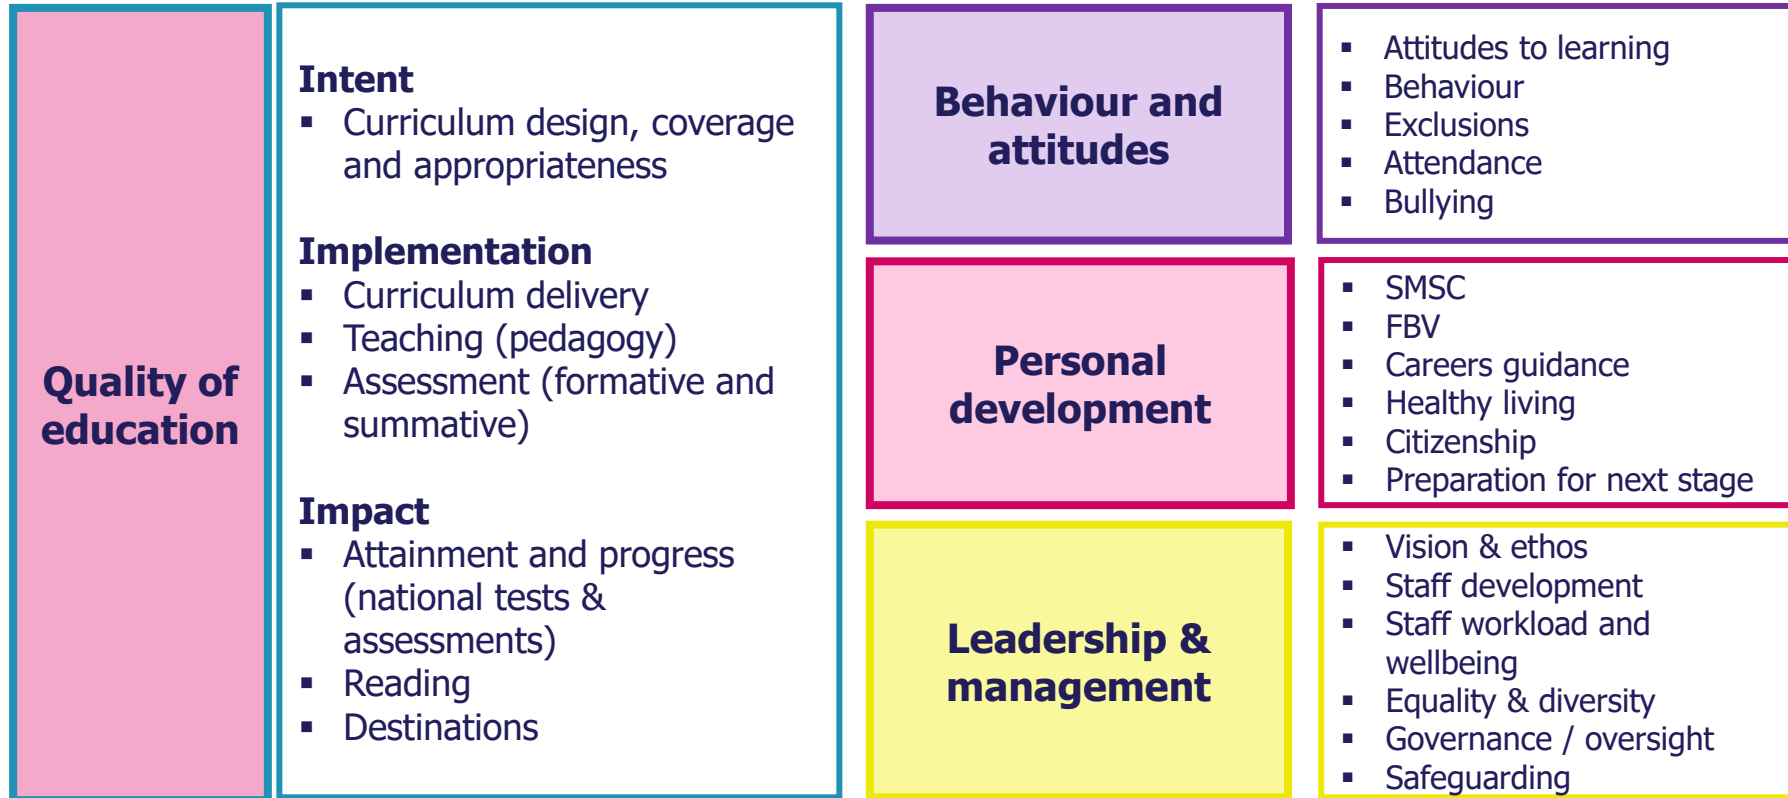 Quality of
education
Intent
▪ Curriculum design, coverage
and appropriateness
Implementation
▪ Curriculum delivery
▪ Teaching (pedagogy)
▪ Assessment (formative and
summative)
Impact
▪ Attainment and progress
(national tests &
assessments)
▪ Reading
▪ Destinations
Behaviour and
attitudes
▪ Attitudes to learning
▪ Behaviour
▪ Exclusions
▪ Attendance
▪ Bullying
Personal
development
▪ SMSC
▪ FBV
▪ Careers guidance
▪ Healthy living
▪ Citizenship
▪ Preparation for next stage
Leadership &
management
▪ Vision & ethos
▪ Staff development
▪ Staff workload and
wellbeing
▪ Equality & diversity
▪ Governance / oversight
▪ Safeguarding